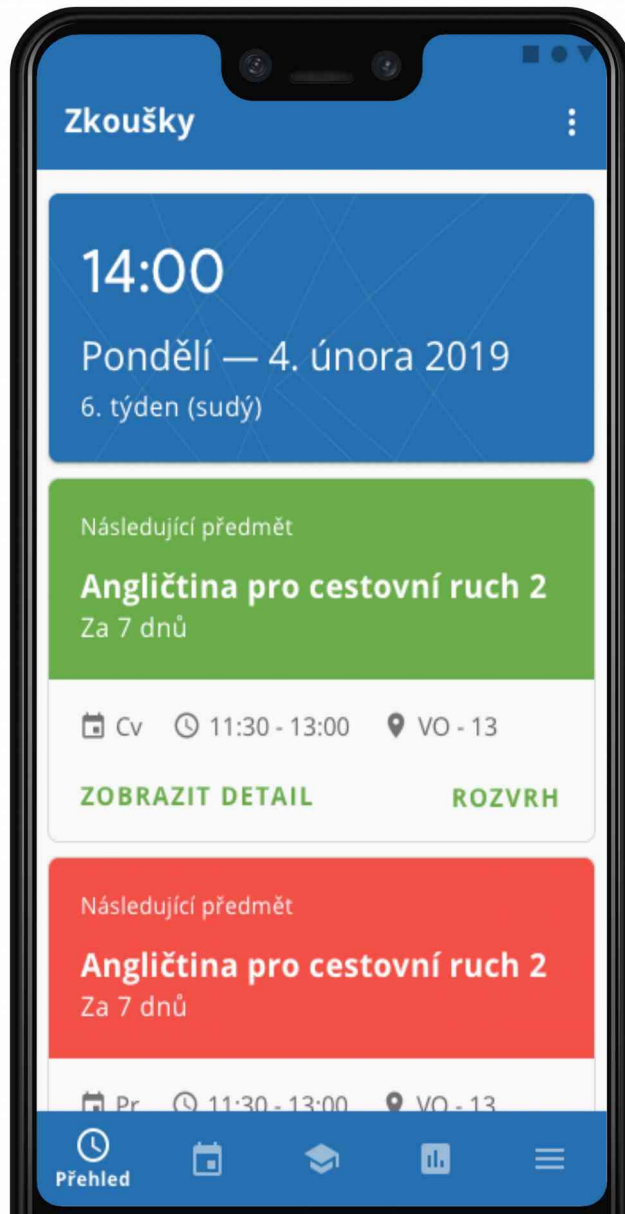 Zkoušky
14:00
Pondělí — 4. února 2019
6. týden (sudý)
Následující předmět
Angličtina pro cestovní ruch 2
Za 7 dnů
Cv 11:30 - 13:00 VO - 13
ZOBRAZIT DETAIL ROZVRH
Následující předmět
Angličtina pro cestovní ruch 2
Za 7 dnů
Pr 11:30 - 13:00 VO - 13
Přehled